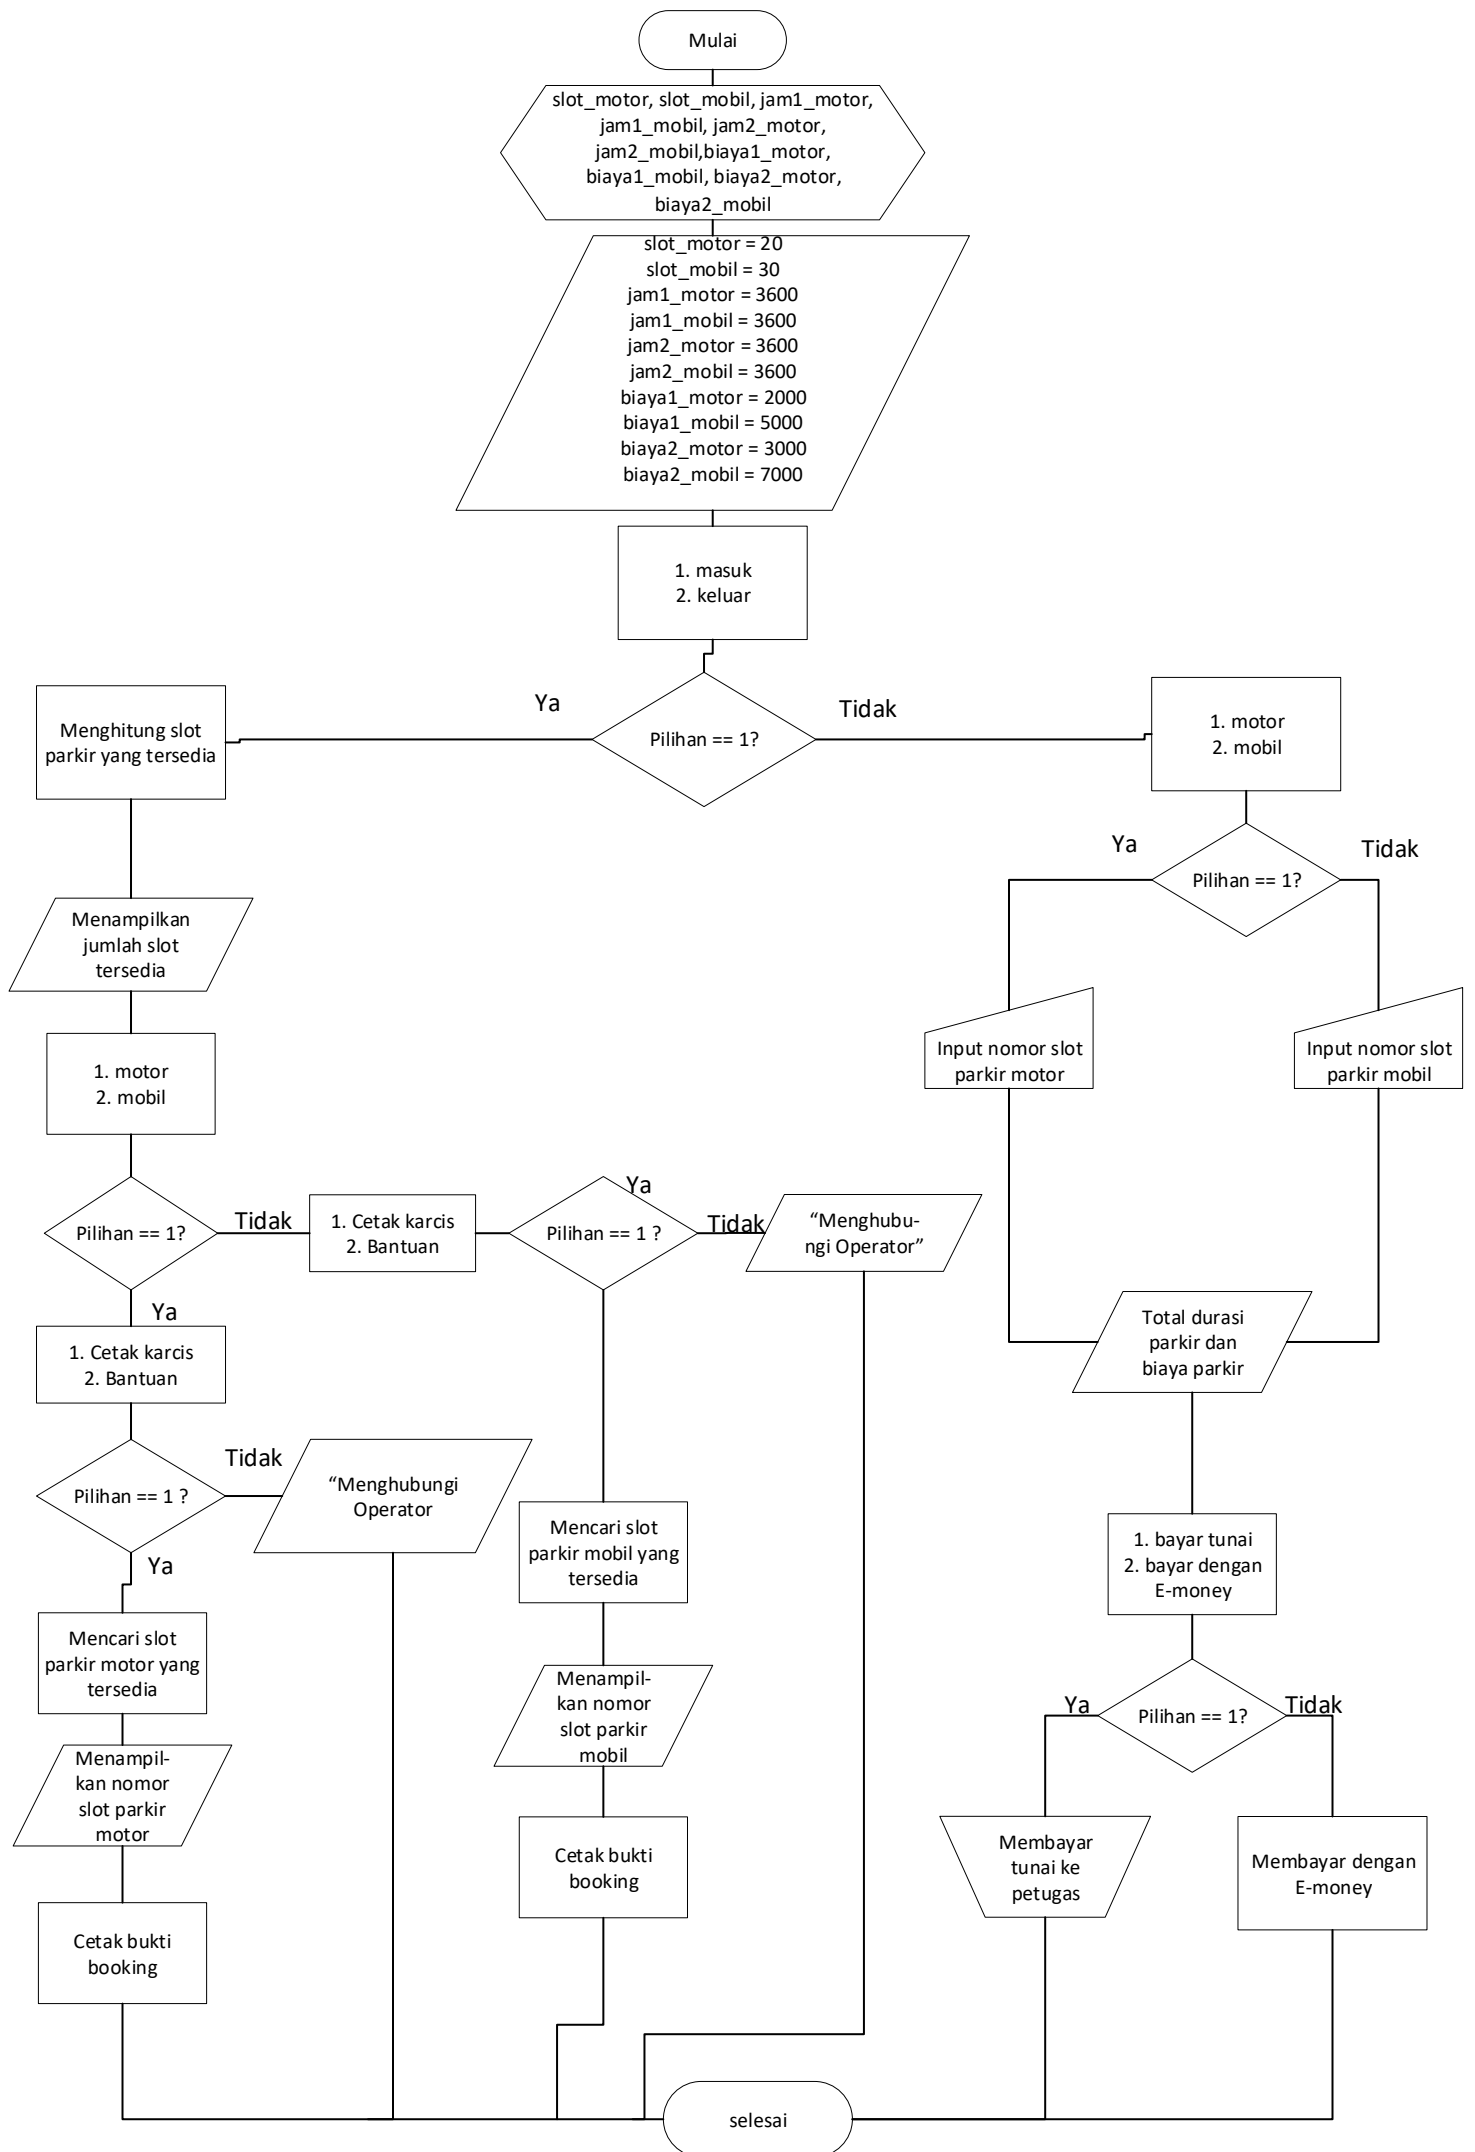 Mulai
slot_motor, slot_mobil, jam1_motor,
jam1_mobil, jam2_motor,
jam2_mobil,biaya1_motor,
biaya1_mobil, biaya2_motor,
biaya2_mobil
slot_motor = 20
slot_mobil = 30
jam1_motor = 3600
jam1_mobil = 3600
jam2_motor = 3600
jam2_mobil = 3600
biaya1_motor = 2000
biaya1_mobil = 5000
biaya2_motor = 3000
biaya2_mobil = 7000
1. masuk
2. keluar
Pilihan == 1?
Ya
Tidak
Menghitung slot
parkir yang tersedia
Menampilkan
jumlah slot
tersedia
1. motor
2. mobil
Pilihan == 1?
Tidak
1. Cetak karcis
2. Bantuan
Pilihan == 1 ?
Ya
Tidak
“Menghubu-
ngi Operator”
Ya
1. Cetak karcis
2. Bantuan
Pilihan == 1 ?
Tidak
“Menghubungi
Operator
Ya
Mencari slot
parkir motor yang
tersedia
Menampil-
kan nomor
slot parkir
motor
Cetak bukti
booking
Mencari slot
parkir mobil yang
tersedia
Menampil-
kan nomor
slot parkir
mobil
Cetak bukti
booking
1. motor
2. mobil
Pilihan == 1?
Ya
Tidak
Input nomor slot
parkir motor
Input nomor slot
parkir mobil
Total durasi
parkir dan
biaya parkir
1. bayar tunai
2. bayar dengan
E-money
Pilihan == 1?
Ya
Tidak
Membayar
tunai ke
petugas
Membayar dengan
E-money
selesai